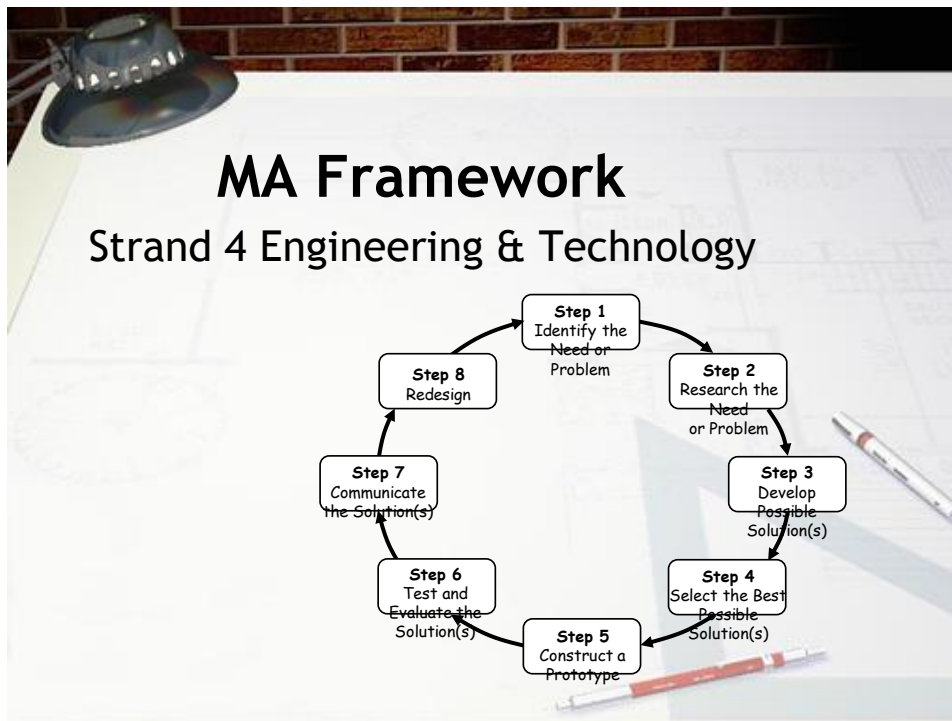 MA Framework
Strand 4 Engineering & Technology
Step 1
Identify the
Need or
Problem
Step 2
Research the
Need
or Problem
Step 3
Develop
Possible
Solution(s)
Step 4
Select the Best
Possible
Solution(s)
Step 5
Construct a
Prototype
Step 6
Test and
Evaluate the
Solution(s)
Step 7
Communicate
the Solution(s)
Step 8
Redesign